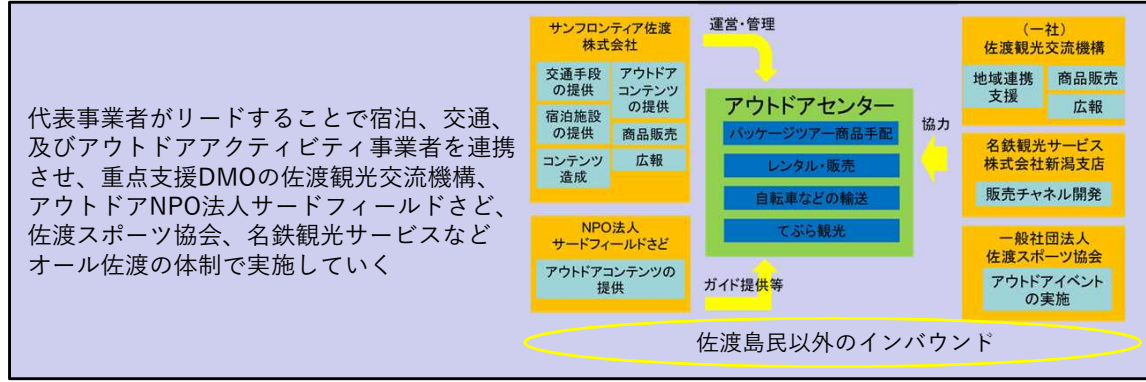 代表事業者がリードすることで宿泊、交通、
及びアウトドアアクティビティ事業者を連携
させ、重点支援DMOの佐渡観光交流機構、
アウトドアNPO法人サードフィールドさど、
佐渡スポーツ協会、名鉄観光サービスなど
オール佐渡の体制で実施していく
サンフロンティア佐渡
株式会社
交通手段
の提供
アウトドア
コンテンツ
の提供
宿泊施設
の提供
商品販売
コンテンツ
造成
広報
NPO法人
サードフィールドさど
アウトドアコンテンツの
提供
運営・管理
アウトドアセンター
パッケージツアー商品手配
レンタル・販売
自転車などの輸送
てぶら観光
ガイド提供等
協力
（一社）
佐渡観光交流機構
地域連携
支援
商品販売
広報
名鉄観光サービス
株式会社新潟支店
販売チャネル開発
一般社団法人
佐渡スポーツ協会
アウトドアイベント
の実施
佐渡島民以外のインバウンド